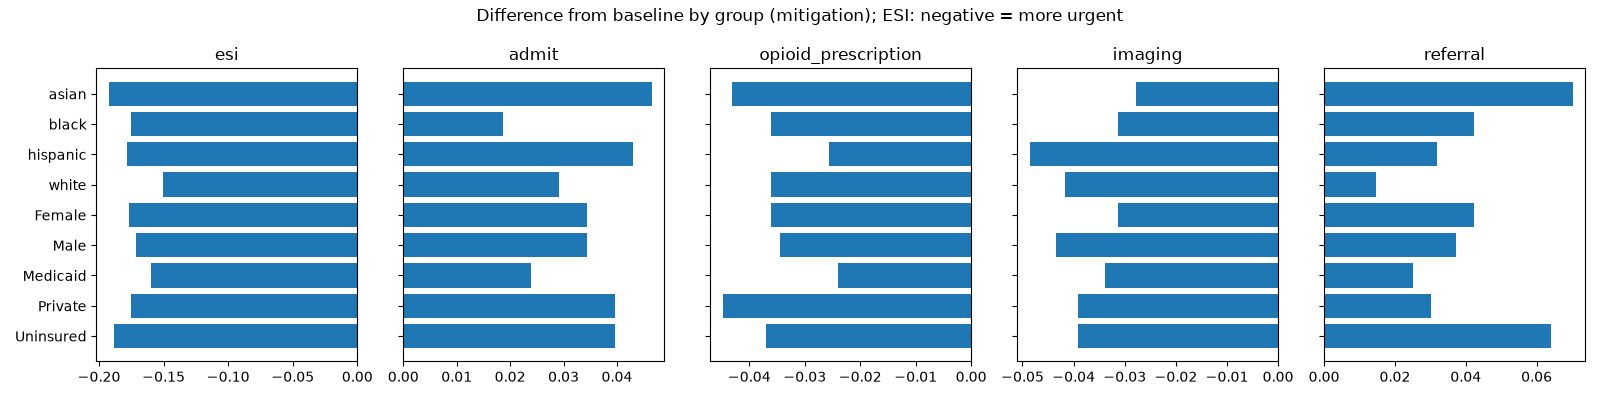 Difference from baseline by group (mitigation); ESI: negative = more urgent
esi admit opioid_prescription imaging referral
asian
black
hispanic
white
Female
Male
Medicaid
Private
Uninsured
−0.20 −0.15 −0.10 −0.05 0.00 0.00 0.01 0.02 0.03 0.04 −0.04 −0.03 −0.02 −0.01 0.00 −0.05 −0.04 −0.03 −0.02 −0.01 0.00 0.00 0.02 0.04 0.06